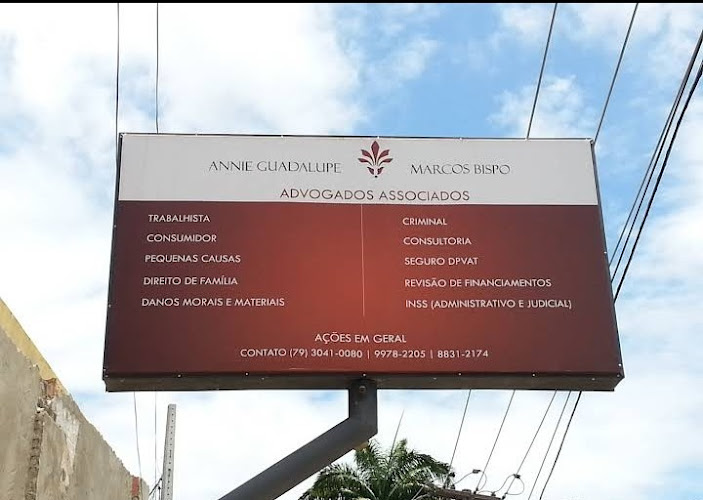 ANNIE GUADALUPE MARCOS BISPO
ADVOGADOS ASSOCIADOS
TRABALHISTA
CONSUMIDOR
PEQUENAS CAUSAS
DIREITO DE FAMÍLIA
DANOS MORAIS E MATERIAIS
CRIMINAL
CONSULTORIA
SEGURO DPVAT
REVISÃO DE FINANCIAMENTOS
INSS (ADMINISTRATIVO E JUDICIAL)
AÇÕES EM GERAL
CONTATO (79) 3041-0080 | 9978-2205 | 8831-2174